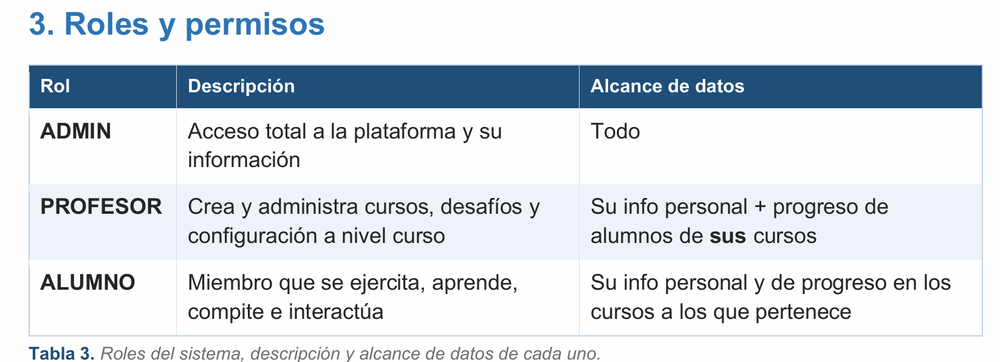 3. Roles y permisos
Rol
Descripción
Alcance de datos
ADMIN
Acceso total a la plataforma y su
información
Todo
PROFESOR
Crea y administra cursos, desafíos y
configuración a nivel curso
Su info personal + progreso de
alumnos de sus cursos
ALUMNO
Miembro que se ejercita, aprende,
compite e interactúa
Su info personal y de progreso en los
cursos a los que pertenece
Tabla 3. Roles del sistema, descripción y alcance de datos de cada uno.